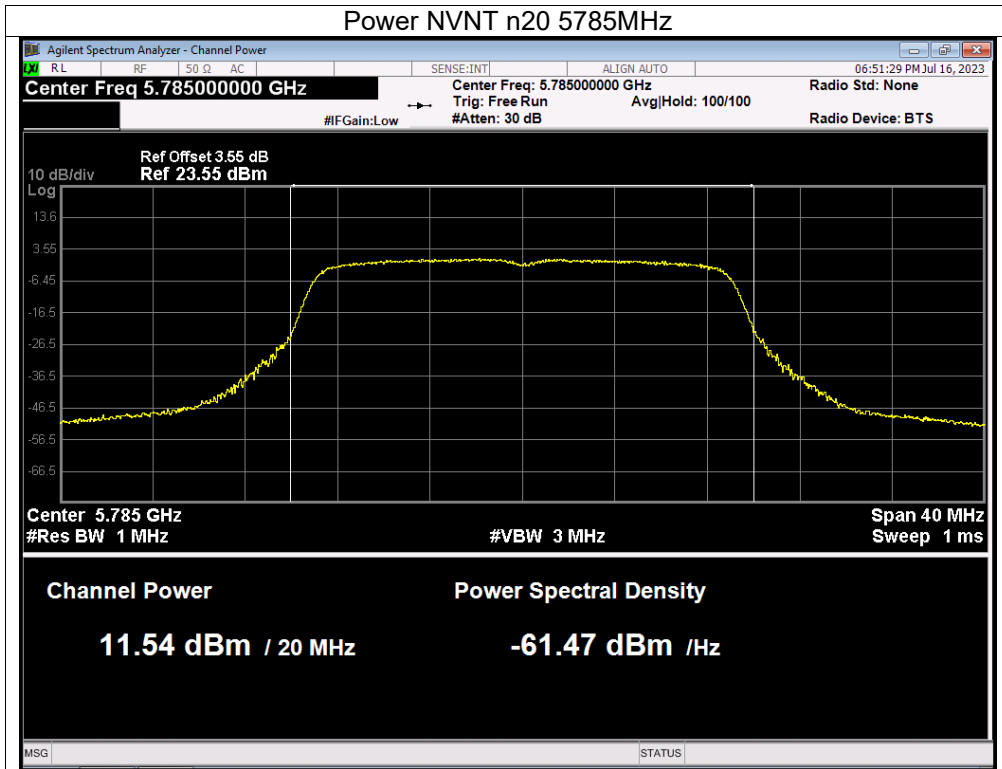 Power NVNT n20 5785MHz
Agilent Spectrum Analyzer - Channel Power
LXI RL RF 50 Ω AC SENSE:INT ALIGN AUTO 06:51:29 PM Jul 16, 2023
Center Freq 5.785000000 GHz Center Freq: 5.785000000 GHz Radio Std: None
Trig: Free Run Avg|Hold: 100/100
#IFGain:Low #Atten: 30 dB Radio Device: BTS
Ref Offset 3.55 dB
10 dB/div Ref 23.55 dBm
Log
13.6
3.55
-6.45
-16.5
-26.5
-36.5
-46.5
-56.5
-66.5
Center 5.785 GHz Span 40 MHz
#Res BW 1 MHz #VBW 3 MHz Sweep 1 ms
Channel Power Power Spectral Density
11.54 dBm / 20 MHz -61.47 dBm /Hz
MSG STATUS